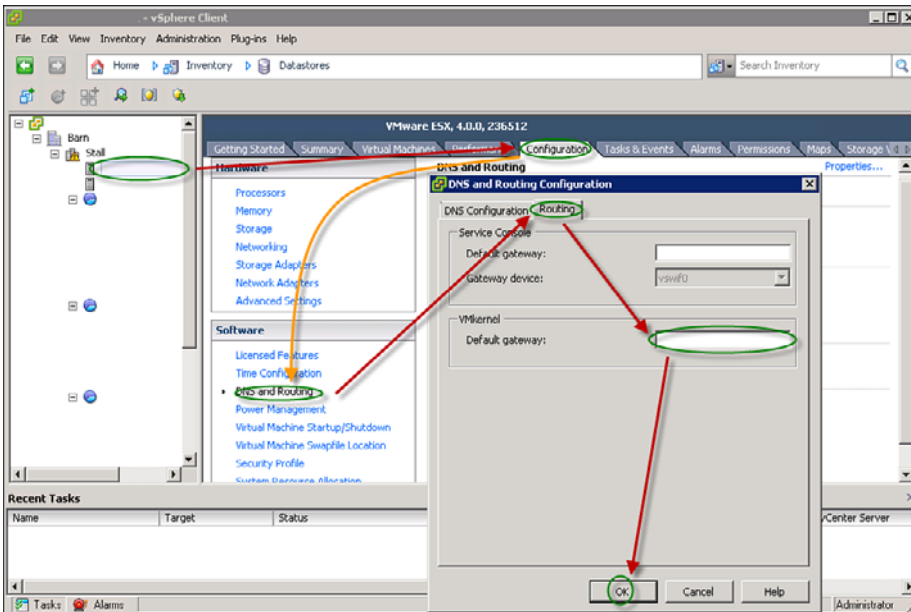 . - vSphere Client
File Edit View Inventory Administration Plug-ins Help
Home Inventory Datastores
Search Inventory
Barn
Stall
VMware ESX, 4.0.0, 236512
Getting Started Summary Virtual Machines Performance Configuration Tasks & Events Alarms Permissions Maps Storage V
Hardware
Processors
Memory
Storage
Networking
Storage Adapters
Network Adapters
Advanced Settings
Software
Licensed Features
Time Configuration
DNS and Routing
Power Management
Virtual Machine Startup/Shutdown
Virtual Machine Swapfile Location
Security Profile
System Resource Allocation
DNS and Routing
Properties...
DNS and Routing Configuration
DNS Configuration Routing
Service Console
Default gateway:
Gateway device: vswif0
VMkernel
Default gateway:
OK Cancel Help
Recent Tasks
Name Target Status vCenter Server
Tasks Alarms
Administrator